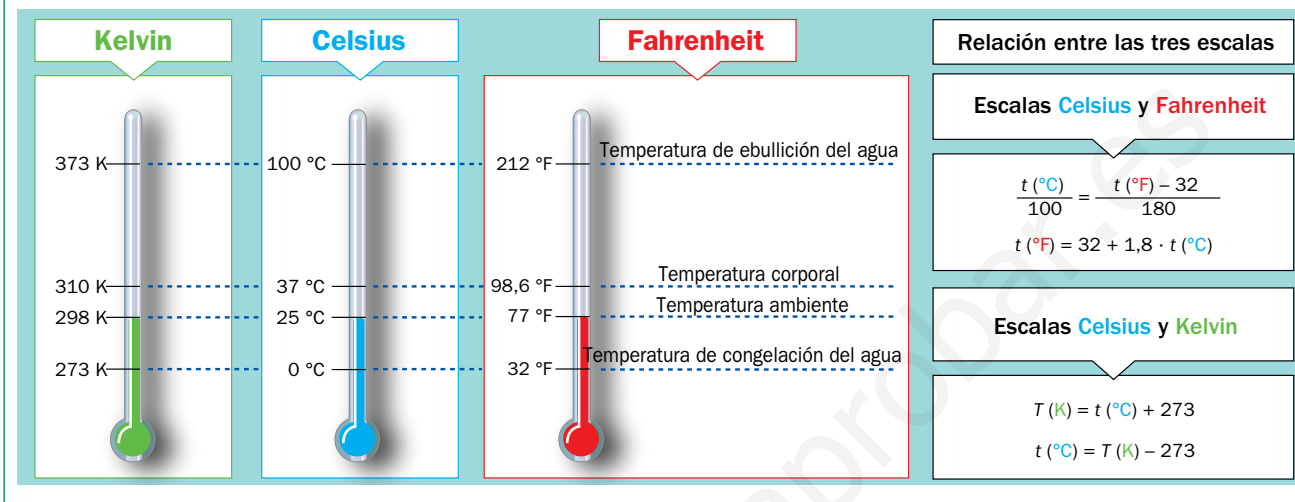 Kelvin
Celsius
Fahrenheit
Relación entre las tres escalas
373 K
310 K
298 K
273 K
100 °C
37 °C
25 °C
0 °C
212 °F
98,6 °F
77 °F
32 °F
Temperatura de ebullición del agua
Temperatura corporal
Temperatura ambiente
Temperatura de congelación del agua
Escalas Celsius y Fahrenheit
t (°C) / 100 = t (°F) – 32 / 180
t (°F) = 32 + 1,8 · t (°C)
Escalas Celsius y Kelvin
T (K) = t (°C) + 273
t (°C) = T (K) – 273
aprobar.es